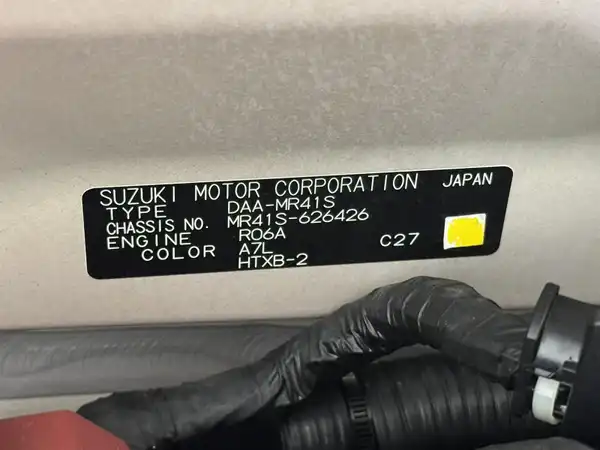 SUZUKI MOTOR CORPORATION JAPAN
TYPE DAA-MR41S
CHASSIS NO. MR41S-626426
ENGINE R06A
COLOR A7L C27
HTXB-2